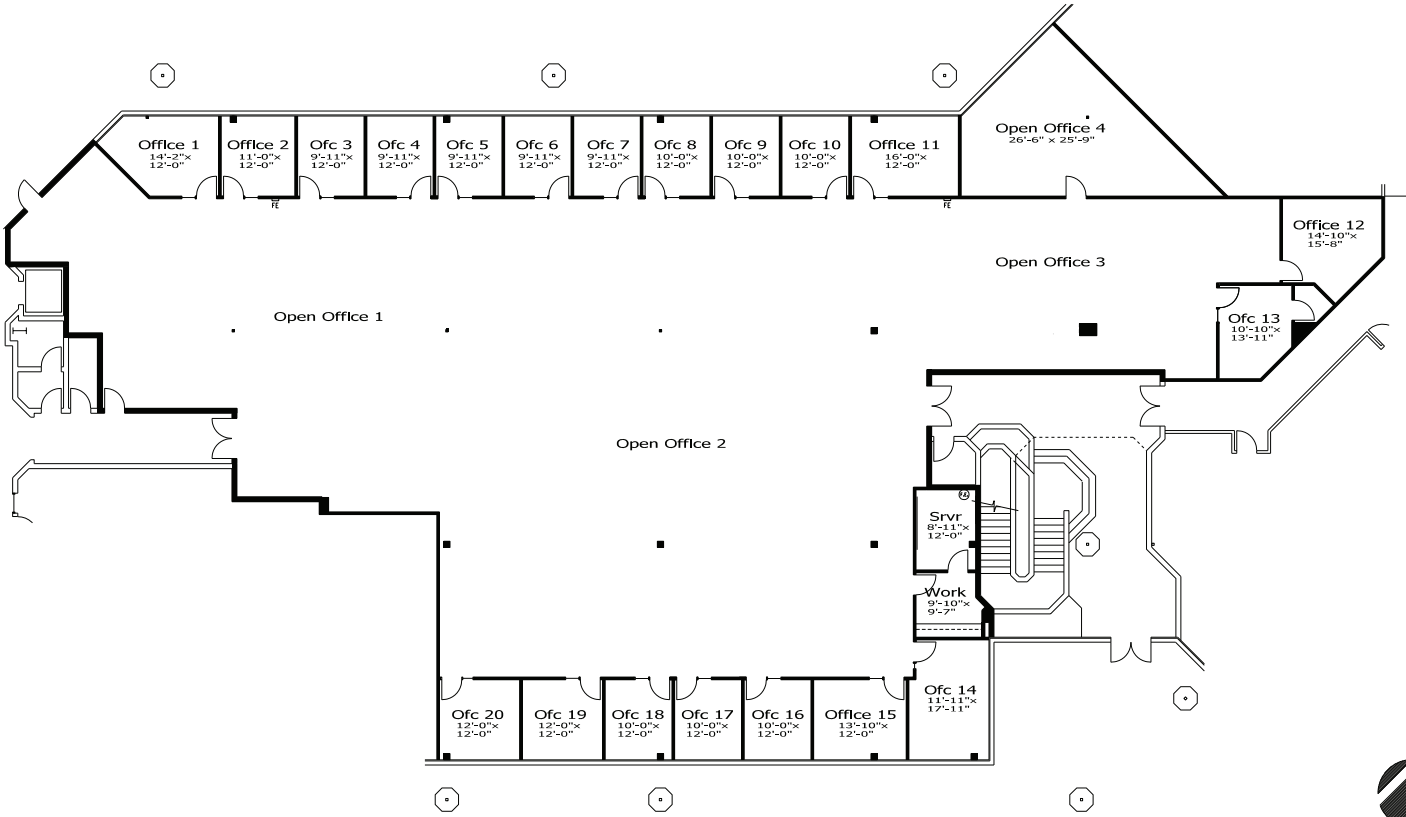 Office 1
14'-2"x
12'-0"
Office 2
11'-0"x
12'-0"
Ofc 3
9'-11"x
12'-0"
Ofc 4
9'-11"x
12'-0"
Ofc 5
9'-11"x
12'-0"
Ofc 6
9'-11"x
12'-0"
Ofc 7
9'-11"x
12'-0"
Ofc 8
10'-0"x
12'-0"
Ofc 9
10'-0"x
12'-0"
Ofc 10
10'-0"x
12'-0"
Office 11
16'-0"x
12'-0"
Open Office 4
26'-6" x 25'-9"
FE
FE
Office 12
14'-10"x
15'-8"
Open Office 3
Open Office 1
Ofc 13
10'-10"x
13'-11"
Open Office 2
Srvr
8'-11"x
12'-0"
Work
9'-10"x
9'-7"
Ofc 14
11'-11"x
17'-11"
Ofc 20
12'-0"x
12'-0"
Ofc 19
12'-0"x
12'-0"
Ofc 18
10'-0"x
12'-0"
Ofc 17
10'-0"x
12'-0"
Ofc 16
10'-0"x
12'-0"
Office 15
13'-10"x
12'-0"